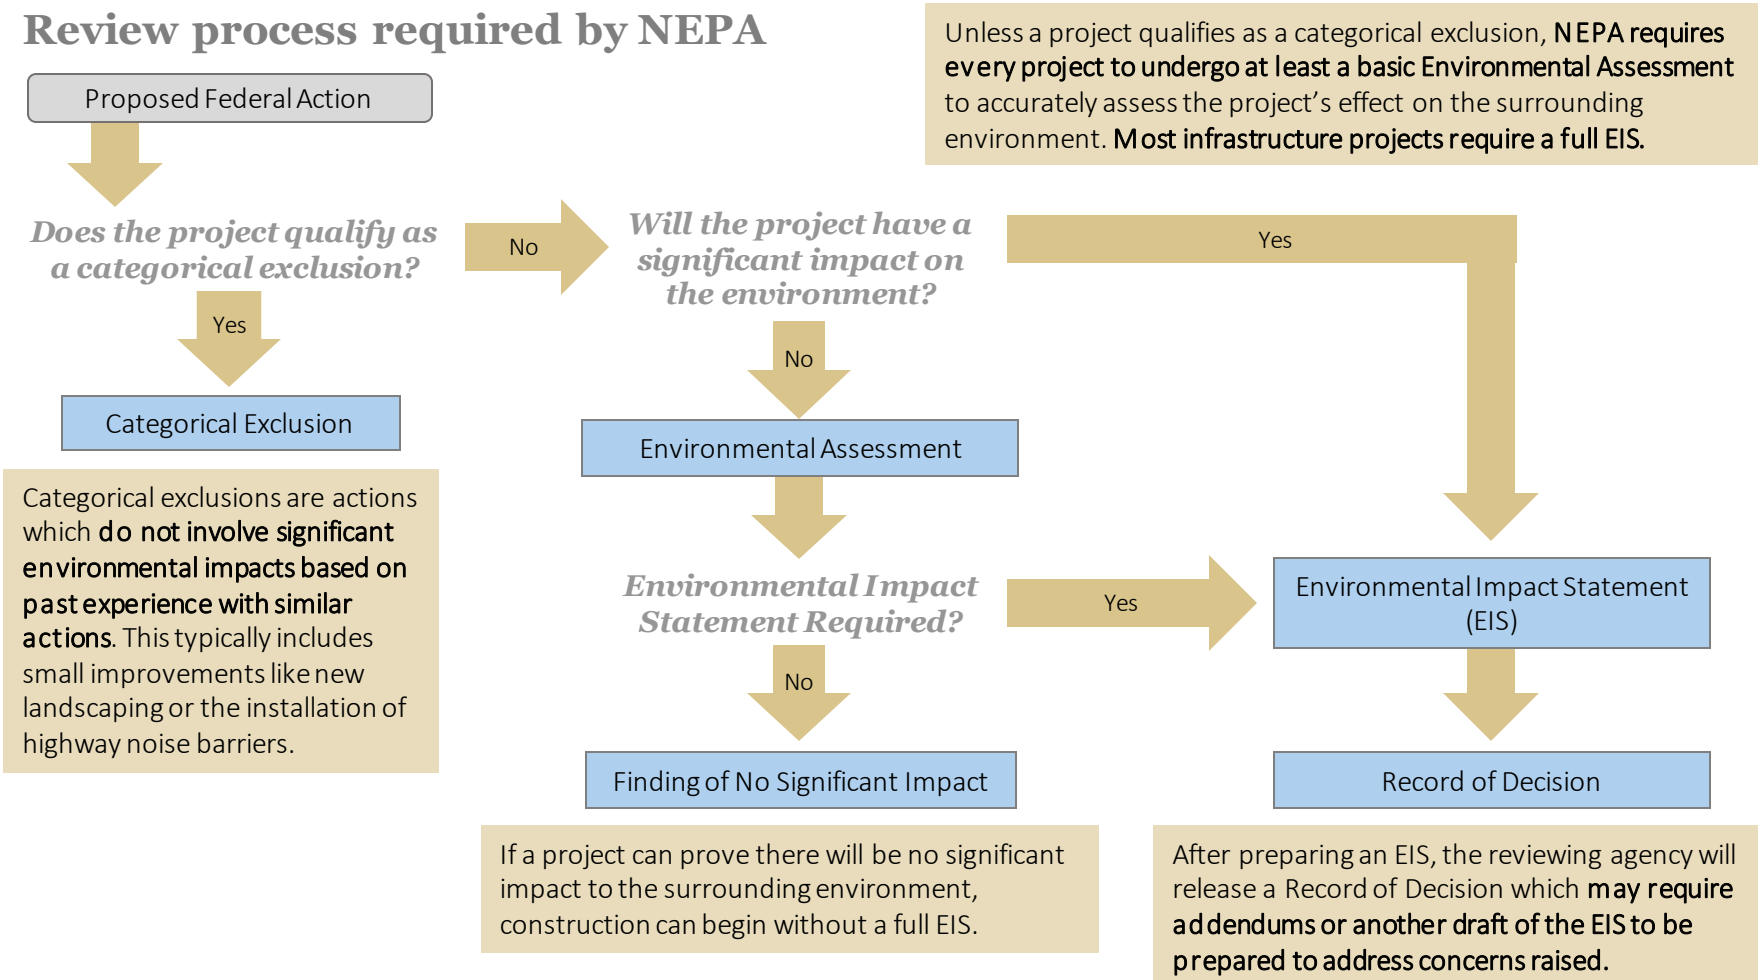 Review process required by NEPA
Unless a project qualifies as a categorical exclusion, NEPA requires
every project to undergo at least a basic Environmental Assessment
to accurately assess the project’s effect on the surrounding
environment. Most infrastructure projects require a full EIS.
Proposed Federal Action
Does the project qualify as
a categorical exclusion?
No
Will the project have a
significant impact on
the environment?
Yes
Yes
No
Categorical Exclusion
Environmental Assessment
Categorical exclusions are actions
which do not involve significant
environmental impacts based on
past experience with similar
actions. This typically includes
small improvements like new
landscaping or the installation of
highway noise barriers.
Environmental Impact
Statement Required?
Yes
Environmental Impact Statement
(EIS)
No
Finding of No Significant Impact
Record of Decision
If a project can prove there will be no significant
impact to the surrounding environment,
construction can begin without a full EIS.
After preparing an EIS, the reviewing agency will
release a Record of Decision which may require
addendums or another draft of the EIS to be
prepared to address concerns raised.